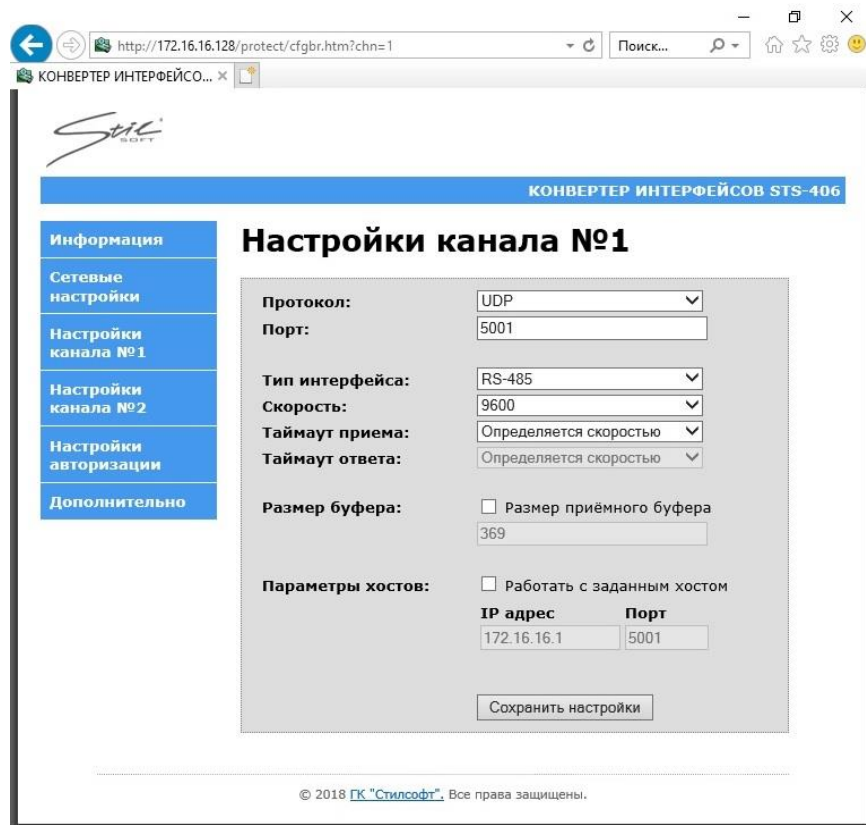 http://172.16.16.128/protect/cfgbr.htm?chn=1
Поиск...
КОНВЕРТЕР ИНТЕРФЕЙСО...
Stil
SOFT
КОНВЕРТЕР ИНТЕРФЕЙСОВ STS-406
Информация
Сетевые
настройки
Настройки
канала №1
Настройки
канала №2
Настройки
авторизации
Дополнительно
Настройки канала №1
Протокол: UDP
Порт: 5001
Тип интерфейса: RS-485
Скорость: 9600
Таймаут приема: Определяется скоростью
Таймаут ответа: Определяется скоростью
Размер буфера: Размер приёмного буфера
369
Параметры хостов: Работать с заданным хостом
IP адрес Порт
172.16.16.1 5001
Сохранить настройки
© 2018 ГК "Стилсофт". Все права защищены.